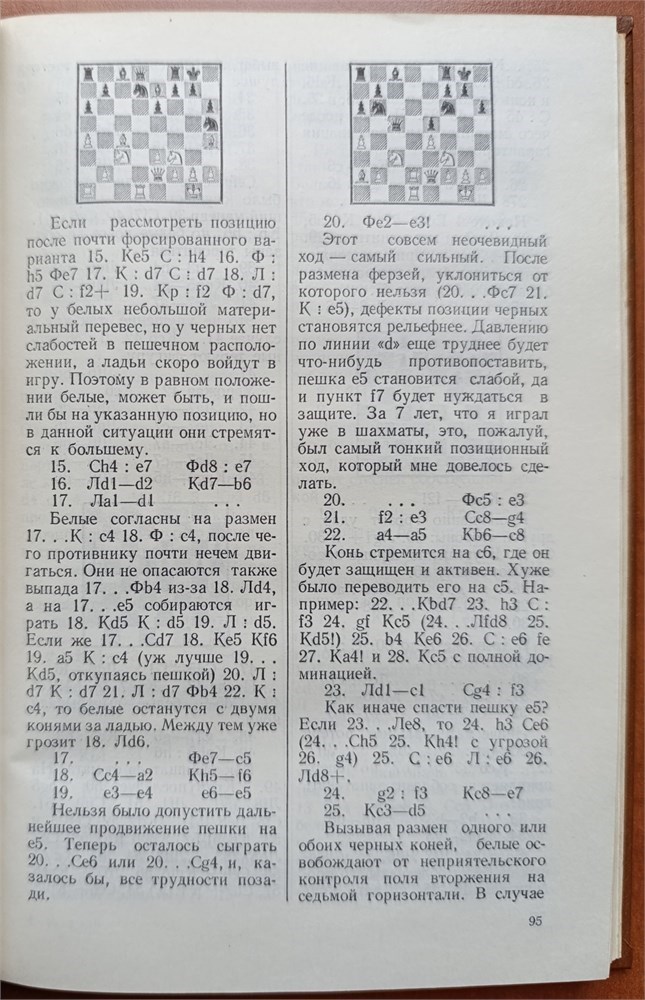 Если рассмотреть позицию
после почти форсированного ва-
рианта 15. Ке5 С : h4 16. Ф :
h5 Фе7 17. К : d7 С : d7 18. Л :
d7 С : f2+ 19. Кр : f2 Ф : d7,
то у белых небольшой матери-
альный перевес, но у черных нет
слабостей в пешечном располо-
жении, а ладьи скоро войдут в
игру. Поэтому в равном положе-
нии белые, может быть, и пош-
ли бы на указанную позицию, но
в данной ситуации они стремят-
ся к большему.
15. Сh4 : e7 Фd8 : e7
16. Лd1—d2 Кd7—b6
17. Ла1—d1 . . .
Белые согласны на размен
17. . .К : с4 18. Ф : с4, после че-
го противнику почти нечем дви-
гаться. Они не опасаются также
выпада 17. . .Фb4 из-за 18. Лd4,
а на 17. . .е5 собираются иг-
рать 18. Кd5 К : d5 19. Л : d5.
Если же 17. . .Сd7 18. Ке5 Кf6
19. а5 К : с4 (уж лучше 19. . .
Кd5, откупаясь пешкой) 20. Л :
d7 К : d7 21. Л : d7 Фb4 22. К :
с4, то белые останутся с двумя
конями за ладью. Между тем уже
грозит 18. Лd6.
17. . . . Фе7—с5
18. Сс4—а2 Кh5—f6
19. е3—е4 е6—е5
Нельзя было допустить даль-
нейшее продвижение пешки на
е5. Теперь осталось сыграть
20. . .Се6 или 20. . .Сg4, и, ка-
залось бы, все трудности поза-
ди.
20. Фе2—е3! . . .
Этот совсем неочевидный
ход — самый сильный. После
размена ферзей, уклониться от
которого нельзя (20. . .Фс7 21.
К : е5), дефекты позиции черных
становятся рельефнее. Давлению
по линии «d» еще труднее будет
что-нибудь противопоставить,
пешка е5 становится слабой, да
и пункт f7 будет нуждаться в
защите. За 7 лет, что я играл
уже в шахматы, это, пожалуй,
был самый тонкий позиционный
ход, который мне довелось сде-
лать.
20. . . . Фс5 : е3
21. f2 : е3 Сс8—g4
22. а4—а5 Кb6—с8
Конь стремится на с6, где он
будет защищен и активен. Хуже
было переводить его на с5. На-
пример: 22. . .Кbd7 23. h3 С :
f3 24. gf Кс5 (24. . .Лfd8 25.
Кd5!) 25. b4 Ке6 26. С : е6 fe
27. Ка4! и 28. Кс5 с полной до-
минацией.
23. Лd1—с1 Сg4 : f3
Как иначе спасти пешку е5?
Если 23. . .Ле8, то 24. h3 Се6
(24. . .Сh5 25. Кh4! с угрозой
26. g4) 25. С : е6 Л : е6 26.
Лd8+.
24. g2 : f3 Кс8—е7
25. Кс3—d5 . . .
Вызывая размен одного или
обоих черных коней, белые ос-
вобождают от неприятельского
контроля поля вторжения на
седьмой горизонтали. В случае
95